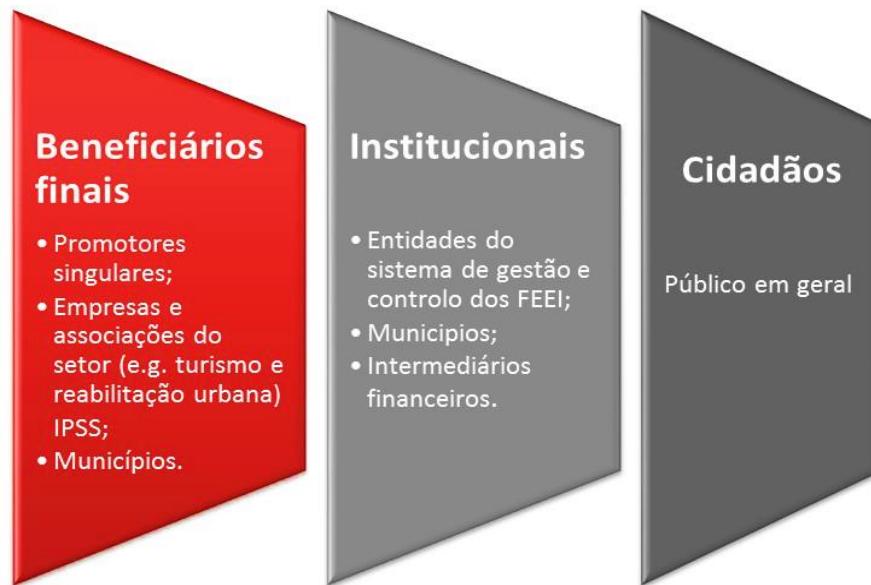 Beneficiários
finais
• Promotores
singulares;
• Empresas e
associações do
setor (e.g. turismo e
reabilitação urbana)
IPSS;
• Municípios.
Institucionais
• Entidades do
sistema de gestão e
controlo dos FEEI;
• Municipios;
• Intermediários
financeiros.
Cidadãos
Público em geral